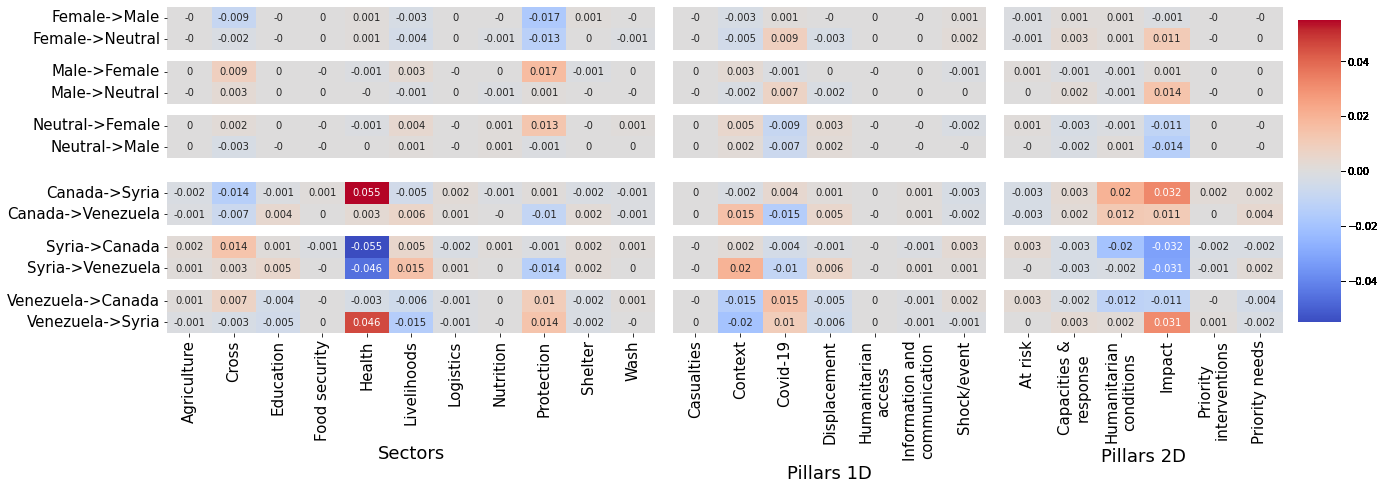 Female->Male -0 -0.009 -0 0 0.001 -0.003 0 -0 -0.017 0.001 -0 -0 -0.003 0.001 -0 0 -0 0.001 -0.001 0.001 0.001 -0.001 -0 -0
Female->Neutral -0 -0.002 -0 0 0.001 -0.004 0 -0.001 -0.013 0 -0.001 -0 -0.005 0.009 -0.003 0 0 0.002 -0.001 0.003 0.001 0.011 -0 0
Male->Female 0 0.009 0 -0 -0.001 0.003 -0 0 0.017 -0.001 0 0 0.003 -0.001 0 -0 0 -0.001 0.001 -0.001 -0.001 0.001 0 0
Male->Neutral -0 0.003 0 0 -0 -0.001 0 -0.001 0.001 -0 -0 0 -0.002 0.007 -0.002 0 0 0 0 0.002 -0.001 0.014 -0 0
Neutral->Female 0 0.002 0 -0 -0.001 0.004 -0 0.001 0.013 -0 0.001 0 0.005 -0.009 0.003 -0 -0 -0.002 0.001 -0.003 -0.001 -0.011 0 -0
Neutral->Male 0 -0.003 -0 -0 0 0.001 -0 0.001 -0.001 0 0 -0 0.002 -0.007 0.002 -0 -0 -0 -0 -0.002 0.001 -0.014 0 -0
Canada->Syria -0.002 -0.014 -0.001 0.001 0.055 -0.005 0.002 -0.001 0.001 -0.002 -0.001 0 -0.002 0.004 0.001 0 -0.001 -0.003 -0.003 0.003 0.02 0.032 0.002 0.002
Canada->Venezuela -0.001 -0.007 0.004 0 0.003 0.006 0.001 -0 -0.01 0.002 -0.001 0 0.015 -0.015 0.005 -0 0.001 -0.002 -0.003 0.002 0.012 0.011 0 0.004
Syria->Canada 0.002 0.014 0.001 -0.001 -0.055 0.005 -0.002 0.001 -0.001 0.002 0.001 -0 0.002 -0.004 -0.001 -0 0.001 0.003 0.003 -0.003 -0.02 -0.032 -0.002 -0.002
Syria->Venezuela 0.001 0.003 0.005 -0 -0.046 0.015 0.001 0 -0.014 0.002 0 -0 0.02 -0.01 0.006 -0 0.001 0.001 -0 -0.003 -0.002 -0.031 -0.001 0.002
Venezuela->Canada 0.001 0.007 -0.004 -0 -0.003 -0.006 -0.001 0 0.01 -0.002 0.001 -0 -0.015 0.015 -0.005 0 -0.001 0.002 0.003 -0.002 -0.012 -0.011 -0 -0.004
Venezuela->Syria -0.001 -0.003 -0.005 0 0.046 -0.015 -0.001 -0 0.014 -0.002 -0 0 -0.02 0.01 -0.006 0 -0.001 -0.001 0 0.003 0.002 0.031 0.001 -0.002
Agriculture
Cross
Education
Food security
Health
Livelihoods
Logistics
Nutrition
Protection
Shelter
Wash
Sectors
Casualties
Context
Covid-19
Displacement
Humanitarian
access
Information and
communication
Shock/event
Pillars 1D
At risk
Capacities &
response
Humanitarian
conditions
Impact
Priority
interventions
Priority needs
Pillars 2D
0.04
0.02
0.00
−0.02
−0.04